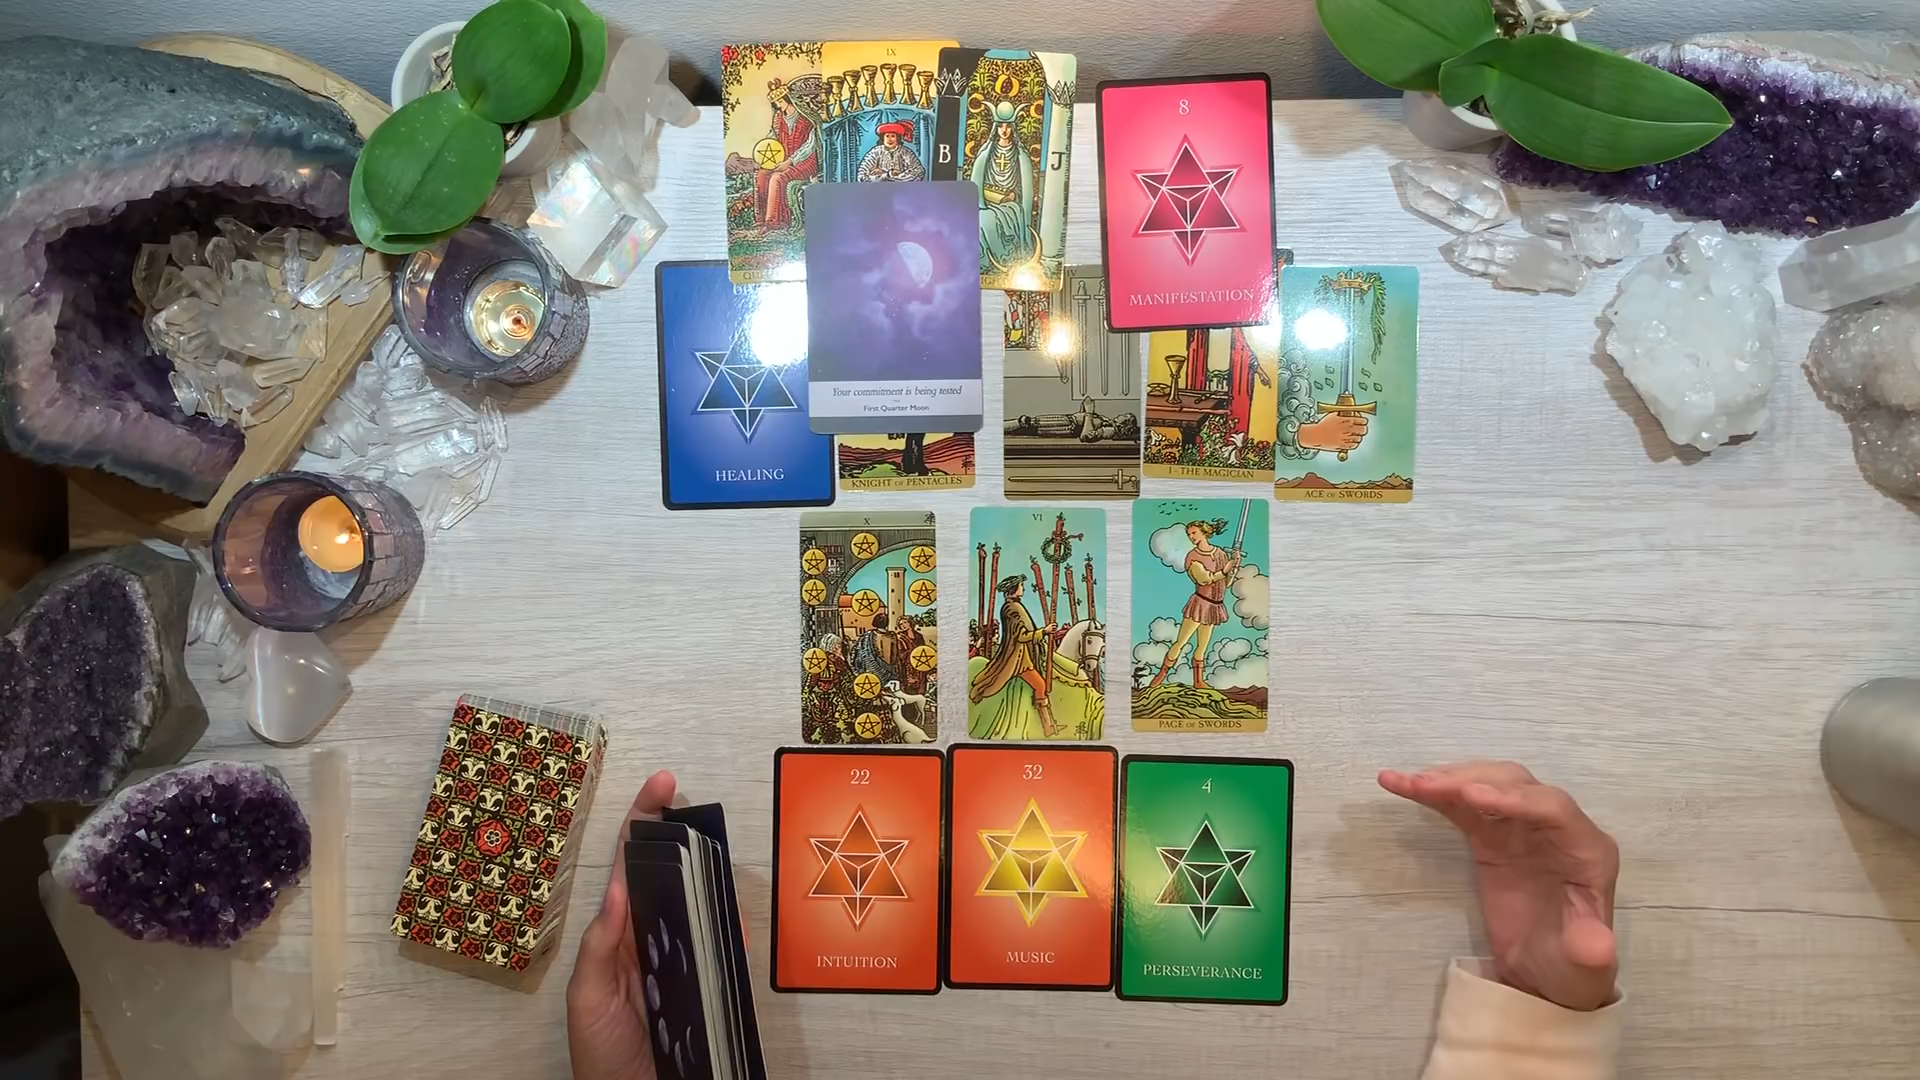 IX
B
J
8
MANIFESTATION
IV
Your commitment is being tested
First Quarter Moon
HEALING
KNIGHT OF PENTACLES
I - THE MAGICIAN
ACE OF SWORDS
X
VI
PAGE OF SWORDS
22
INTUITION
32
MUSIC
4
PERSEVERANCE